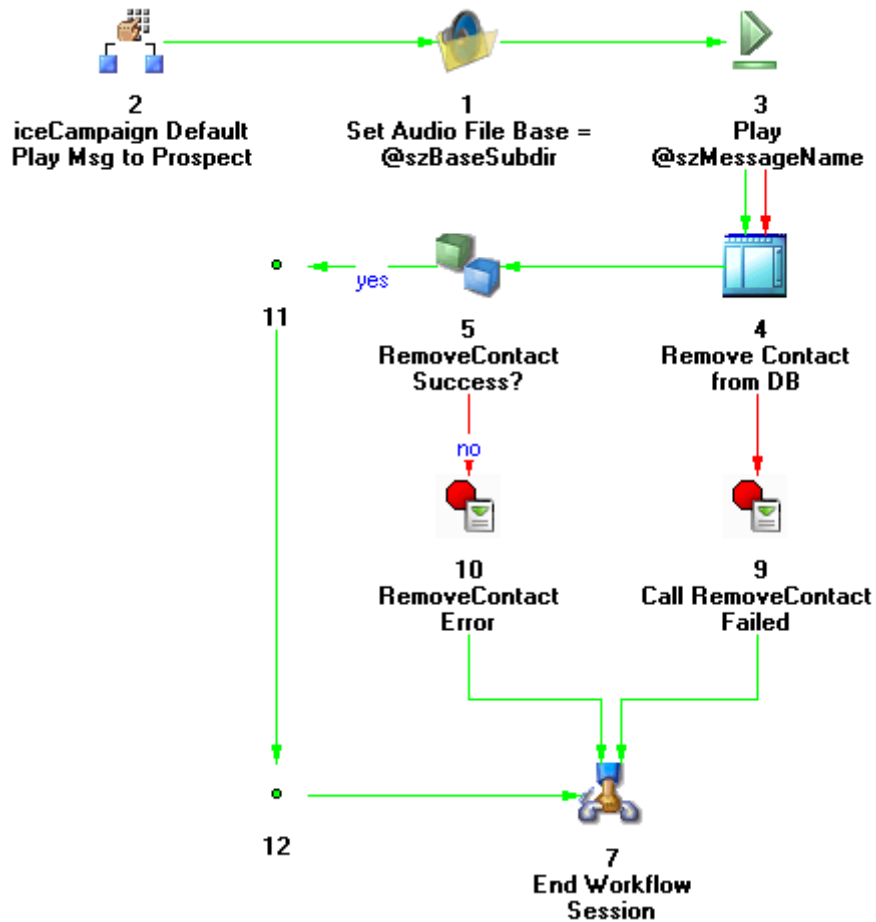 2
iceCampaign Default
Play Msg to Prospect
1
Set Audio File Base =
@szBaseSubdir
3
Play
@szMessageName
11
yes
5
RemoveContact
Success?
4
Remove Contact
from DB
no
10
RemoveContact
Error
9
Call RemoveContact
Failed
12
7
End Workflow
Session